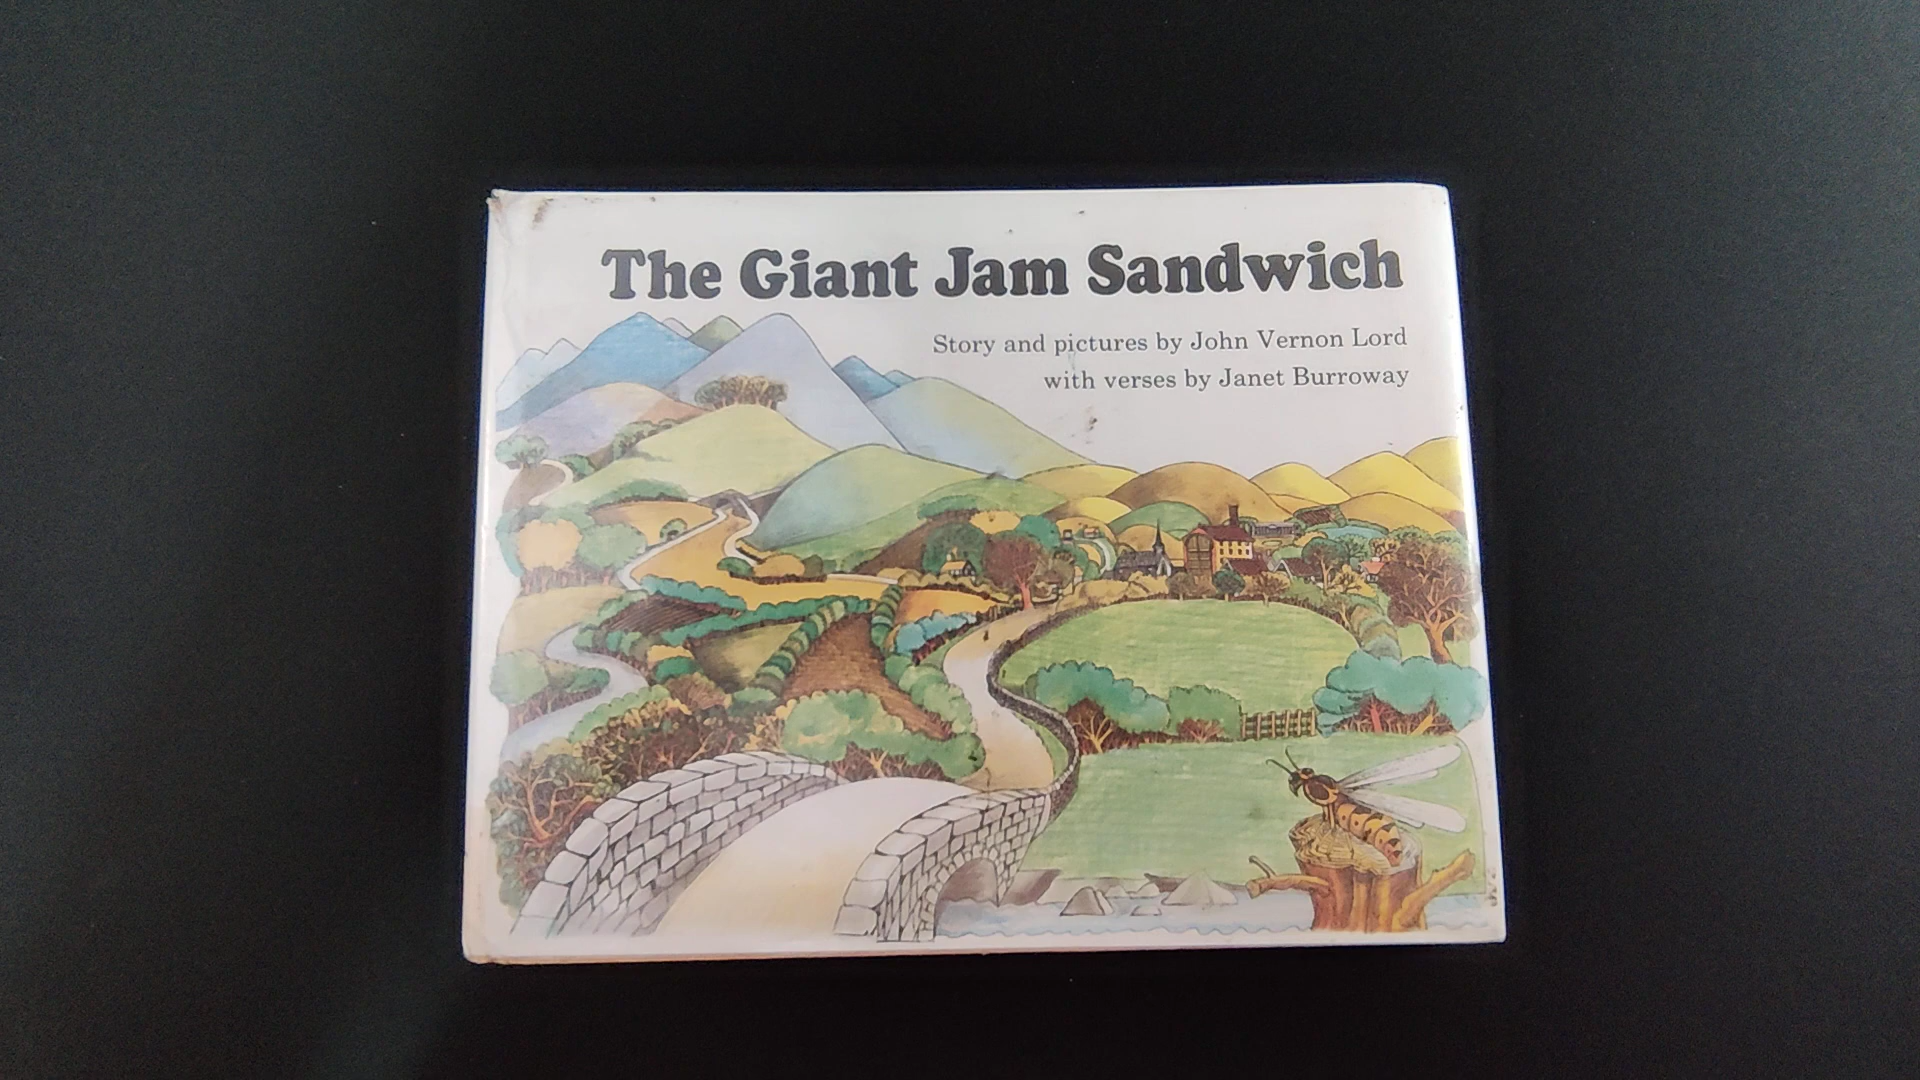 The Giant Jam Sandwich
Story and pictures by John Vernon Lord
with verses by Janet Burroway